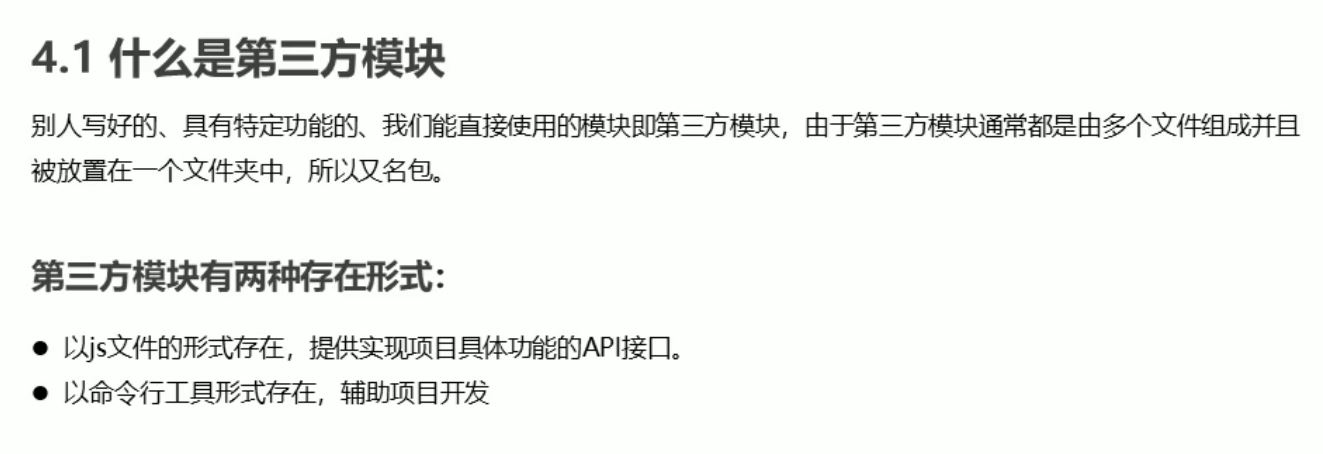 4.1 什么是第三方模块
别人写好的、具有特定功能的、我们能直接使用的模块即第三方模块，由于第三方模块通常都是由多个文件组成并且
被放置在一个文件夹中，所以又名包。
第三方模块有两种存在形式：
● 以js文件的形式存在，提供实现项目具体功能的API接口。
● 以命令行工具形式存在，辅助项目开发